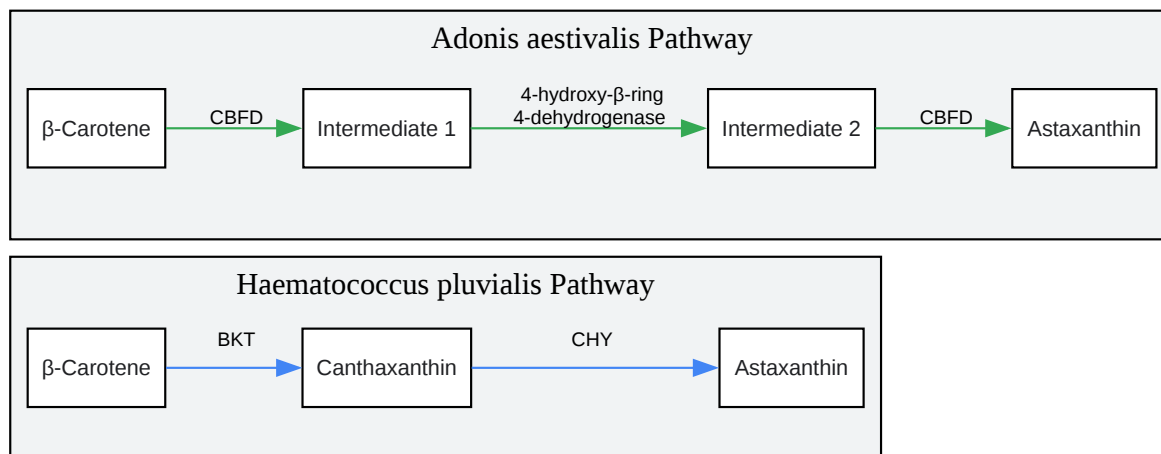 Adonis aestivalis Pathway
β-Carotene
CBFD
Intermediate 1
4-hydroxy-β-ring
4-dehydrogenase
Intermediate 2
CBFD
Astaxanthin
Haematococcus pluvialis Pathway
β-Carotene
BKT
Canthaxanthin
CHY
Astaxanthin